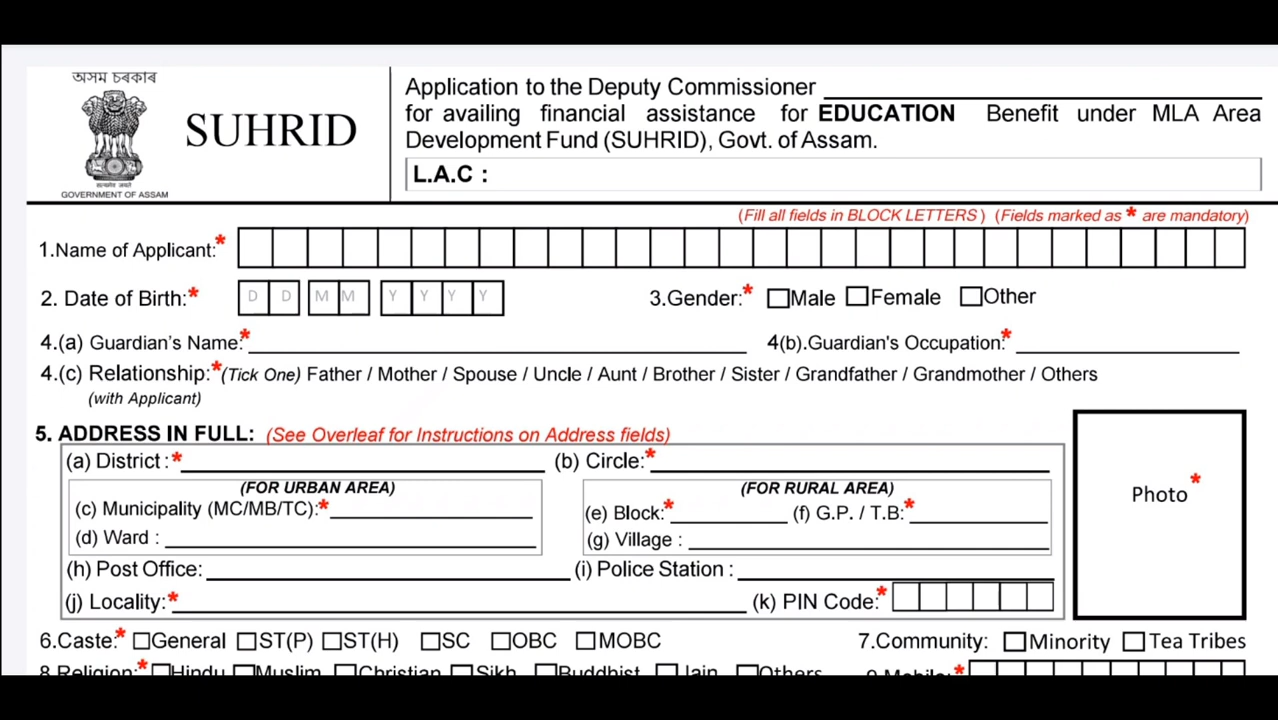 অসম চৰকাৰ
सत्यमेव जयते
GOVERNMENT OF ASSAM
SUHRID
Application to the Deputy Commissioner
for availing financial assistance for EDUCATION Benefit under MLA Area
Development Fund (SUHRID), Govt. of Assam.
L.A.C :
(Fill all fields in BLOCK LETTERS ) (Fields marked as * are mandatory)
1.Name of Applicant:*
2. Date of Birth:* D D M M Y Y Y Y 3.Gender:* Male Female Other
4.(a) Guardian's Name:* 4(b).Guardian's Occupation:*
4.(c) Relationship:*(Tick One) Father / Mother / Spouse / Uncle / Aunt / Brother / Sister / Grandfather / Grandmother / Others
(with Applicant)
5. ADDRESS IN FULL: (See Overleaf for Instructions on Address fields)
(a) District :* (b) Circle:*
(FOR URBAN AREA) (FOR RURAL AREA)
(c) Municipality (MC/MB/TC):* (e) Block:* (f) G.P. / T.B:*
(d) Ward : (g) Village :
(h) Post Office: (i) Police Station :
(j) Locality:* (k) PIN Code:*
Photo *
6.Caste:* General ST(P) ST(H) SC OBC MOBC 7.Community: Minority Tea Tribes
8.Religion:* Hindu Muslim Christian Sikh Buddhist Jain Others 9.Mobile:*